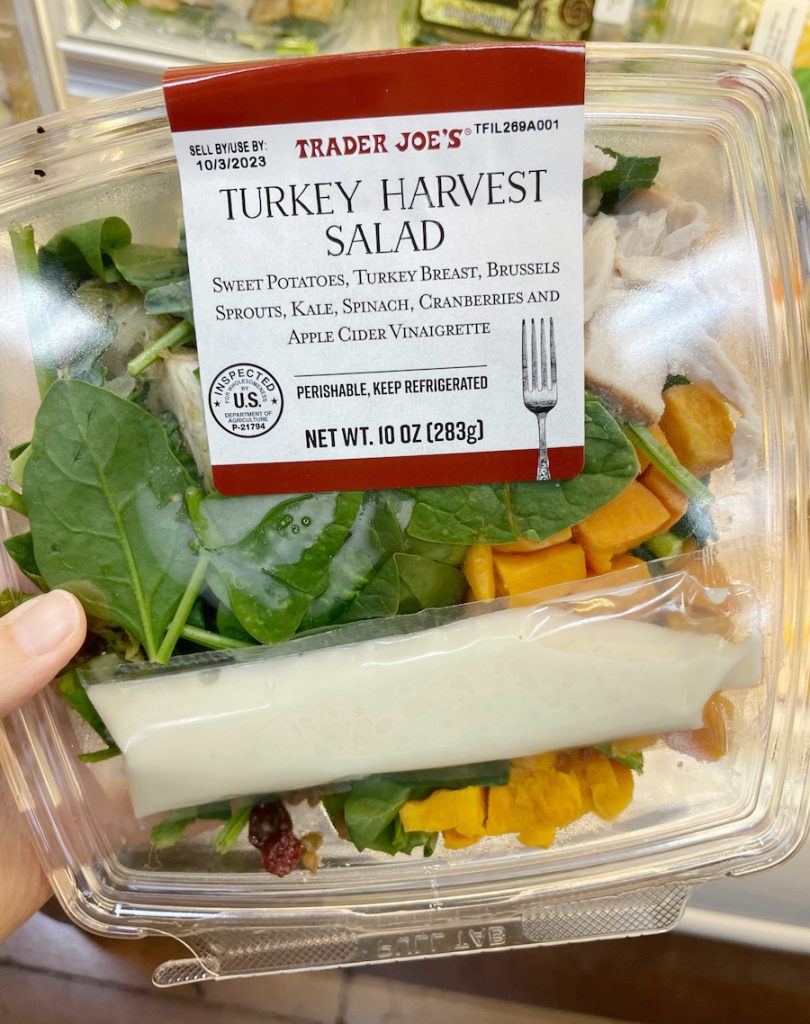 SELL BY/USE BY:
10/3/2023
TRADER JOE'S®
TFIL269A001
TURKEY HARVEST
SALAD
SWEET POTATOES, TURKEY BREAST, BRUSSELS
SPROUTS, KALE, SPINACH, CRANBERRIES AND
APPLE CIDER VINAIGRETTE
INSPECTED
FOR WHOLESOMENESS
BY
U.S.
DEPARTMENT OF
AGRICULTURE
P-21794
PERISHABLE, KEEP REFRIGERATED
NET WT. 10 OZ (283g)
PULL TAB